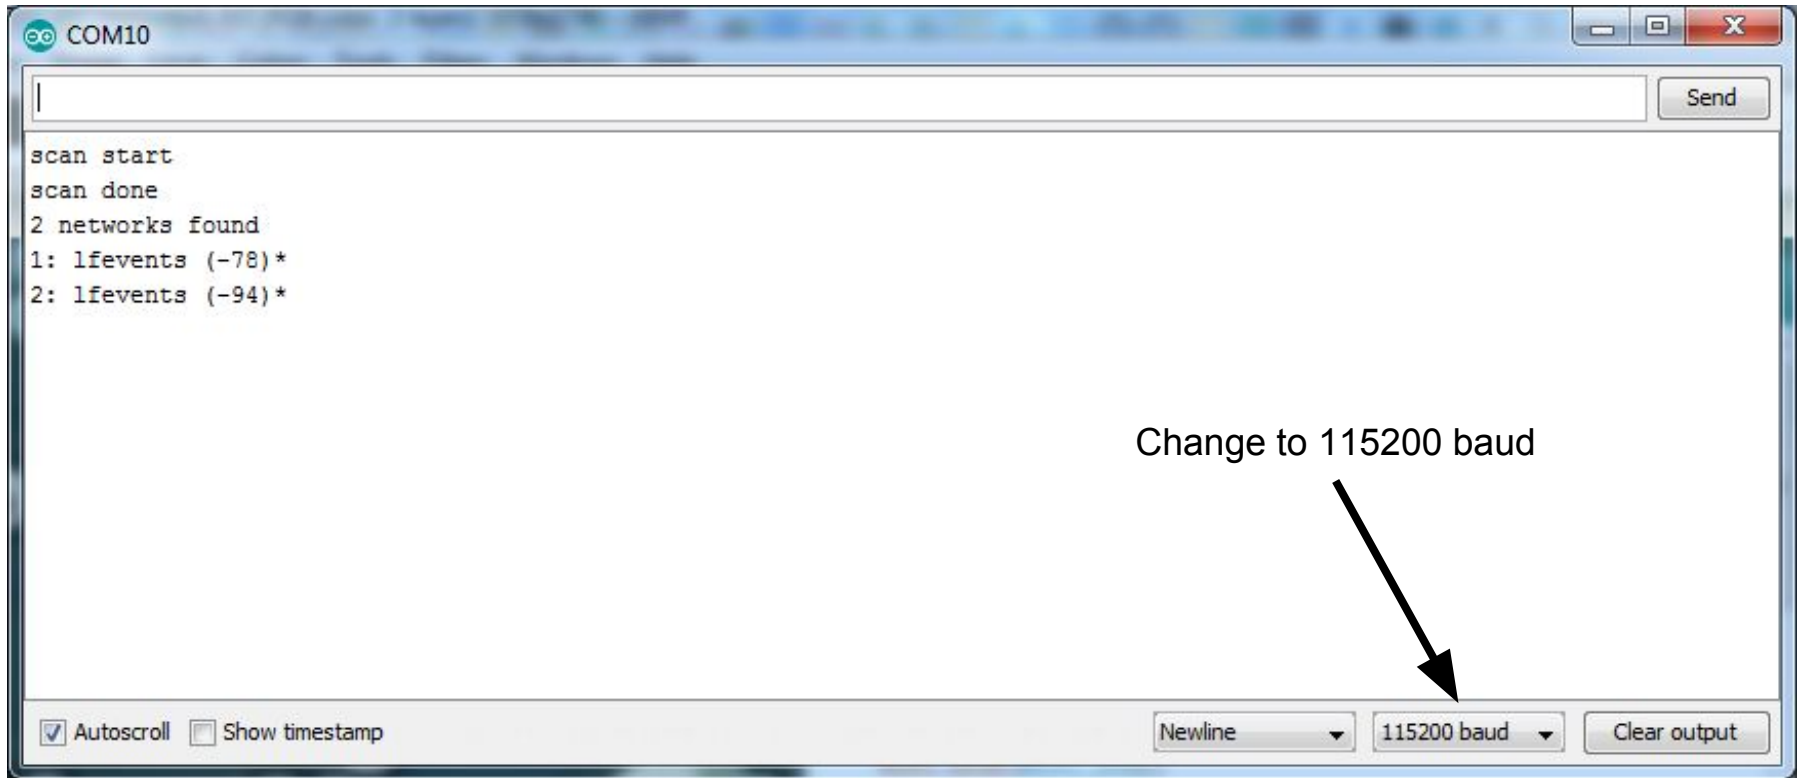 COM10
Send
scan start
scan done
2 networks found
1: lfevents (-78)*
2: lfevents (-94)*
Change to 115200 baud
Autoscroll Show timestamp Newline 115200 baud Clear output